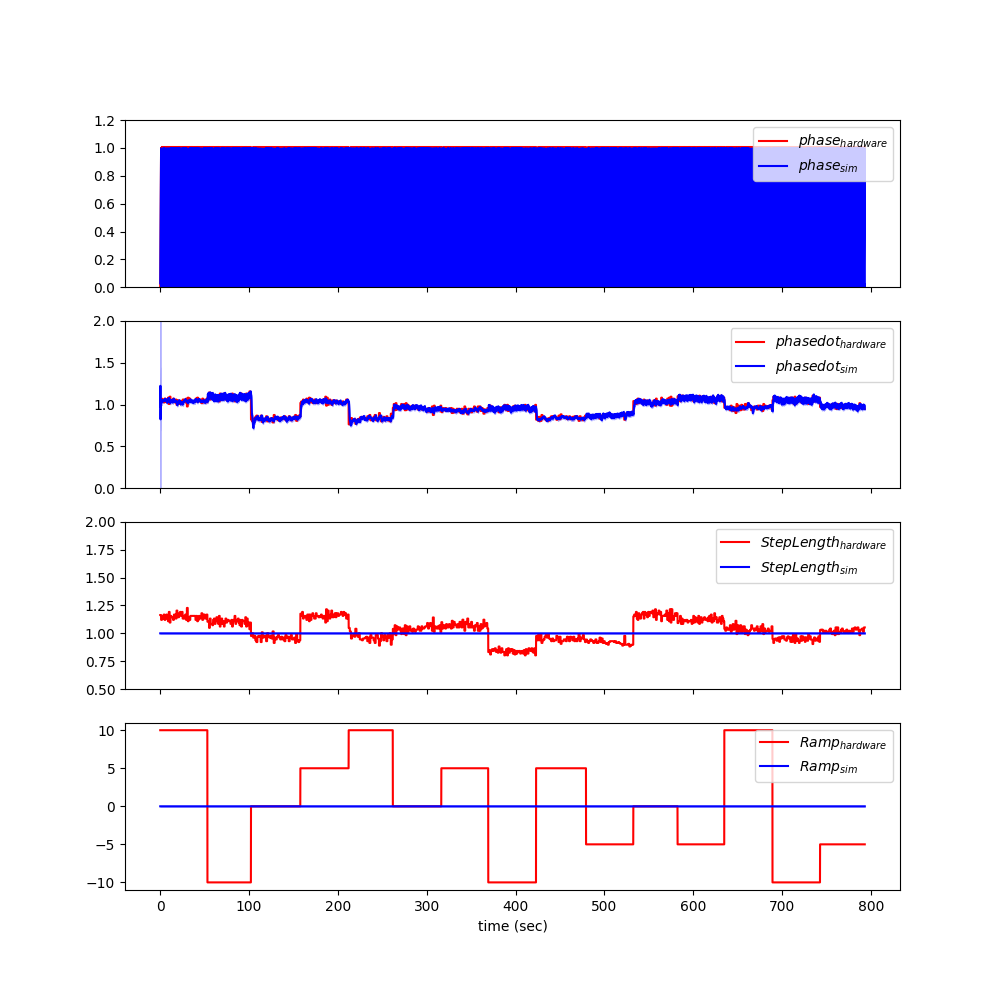 1.2
1.0
0.8
0.6
0.4
0.2
0.0
phase_hardware
phase_sim
2.0
1.5
1.0
0.5
0.0
phasedot_hardware
phasedot_sim
2.00
1.75
1.50
1.25
1.00
0.75
0.50
StepLength_hardware
StepLength_sim
10
5
0
−5
−10
Ramp_hardware
Ramp_sim
0 100 200 300 400 500 600 700 800
time (sec)